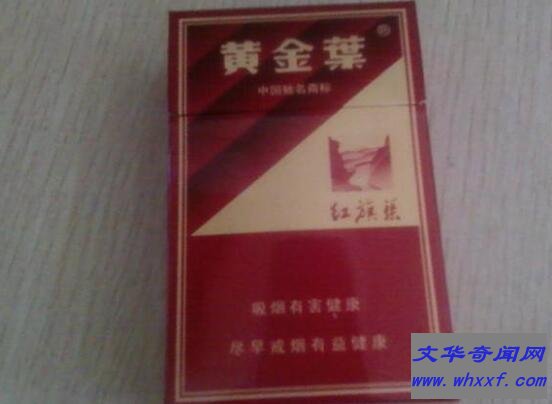 黄金葉®
中国驰名商标
红旗渠
吸烟有害健康
尽早戒烟有益健康
文华奇闻网
www.whxxf.com